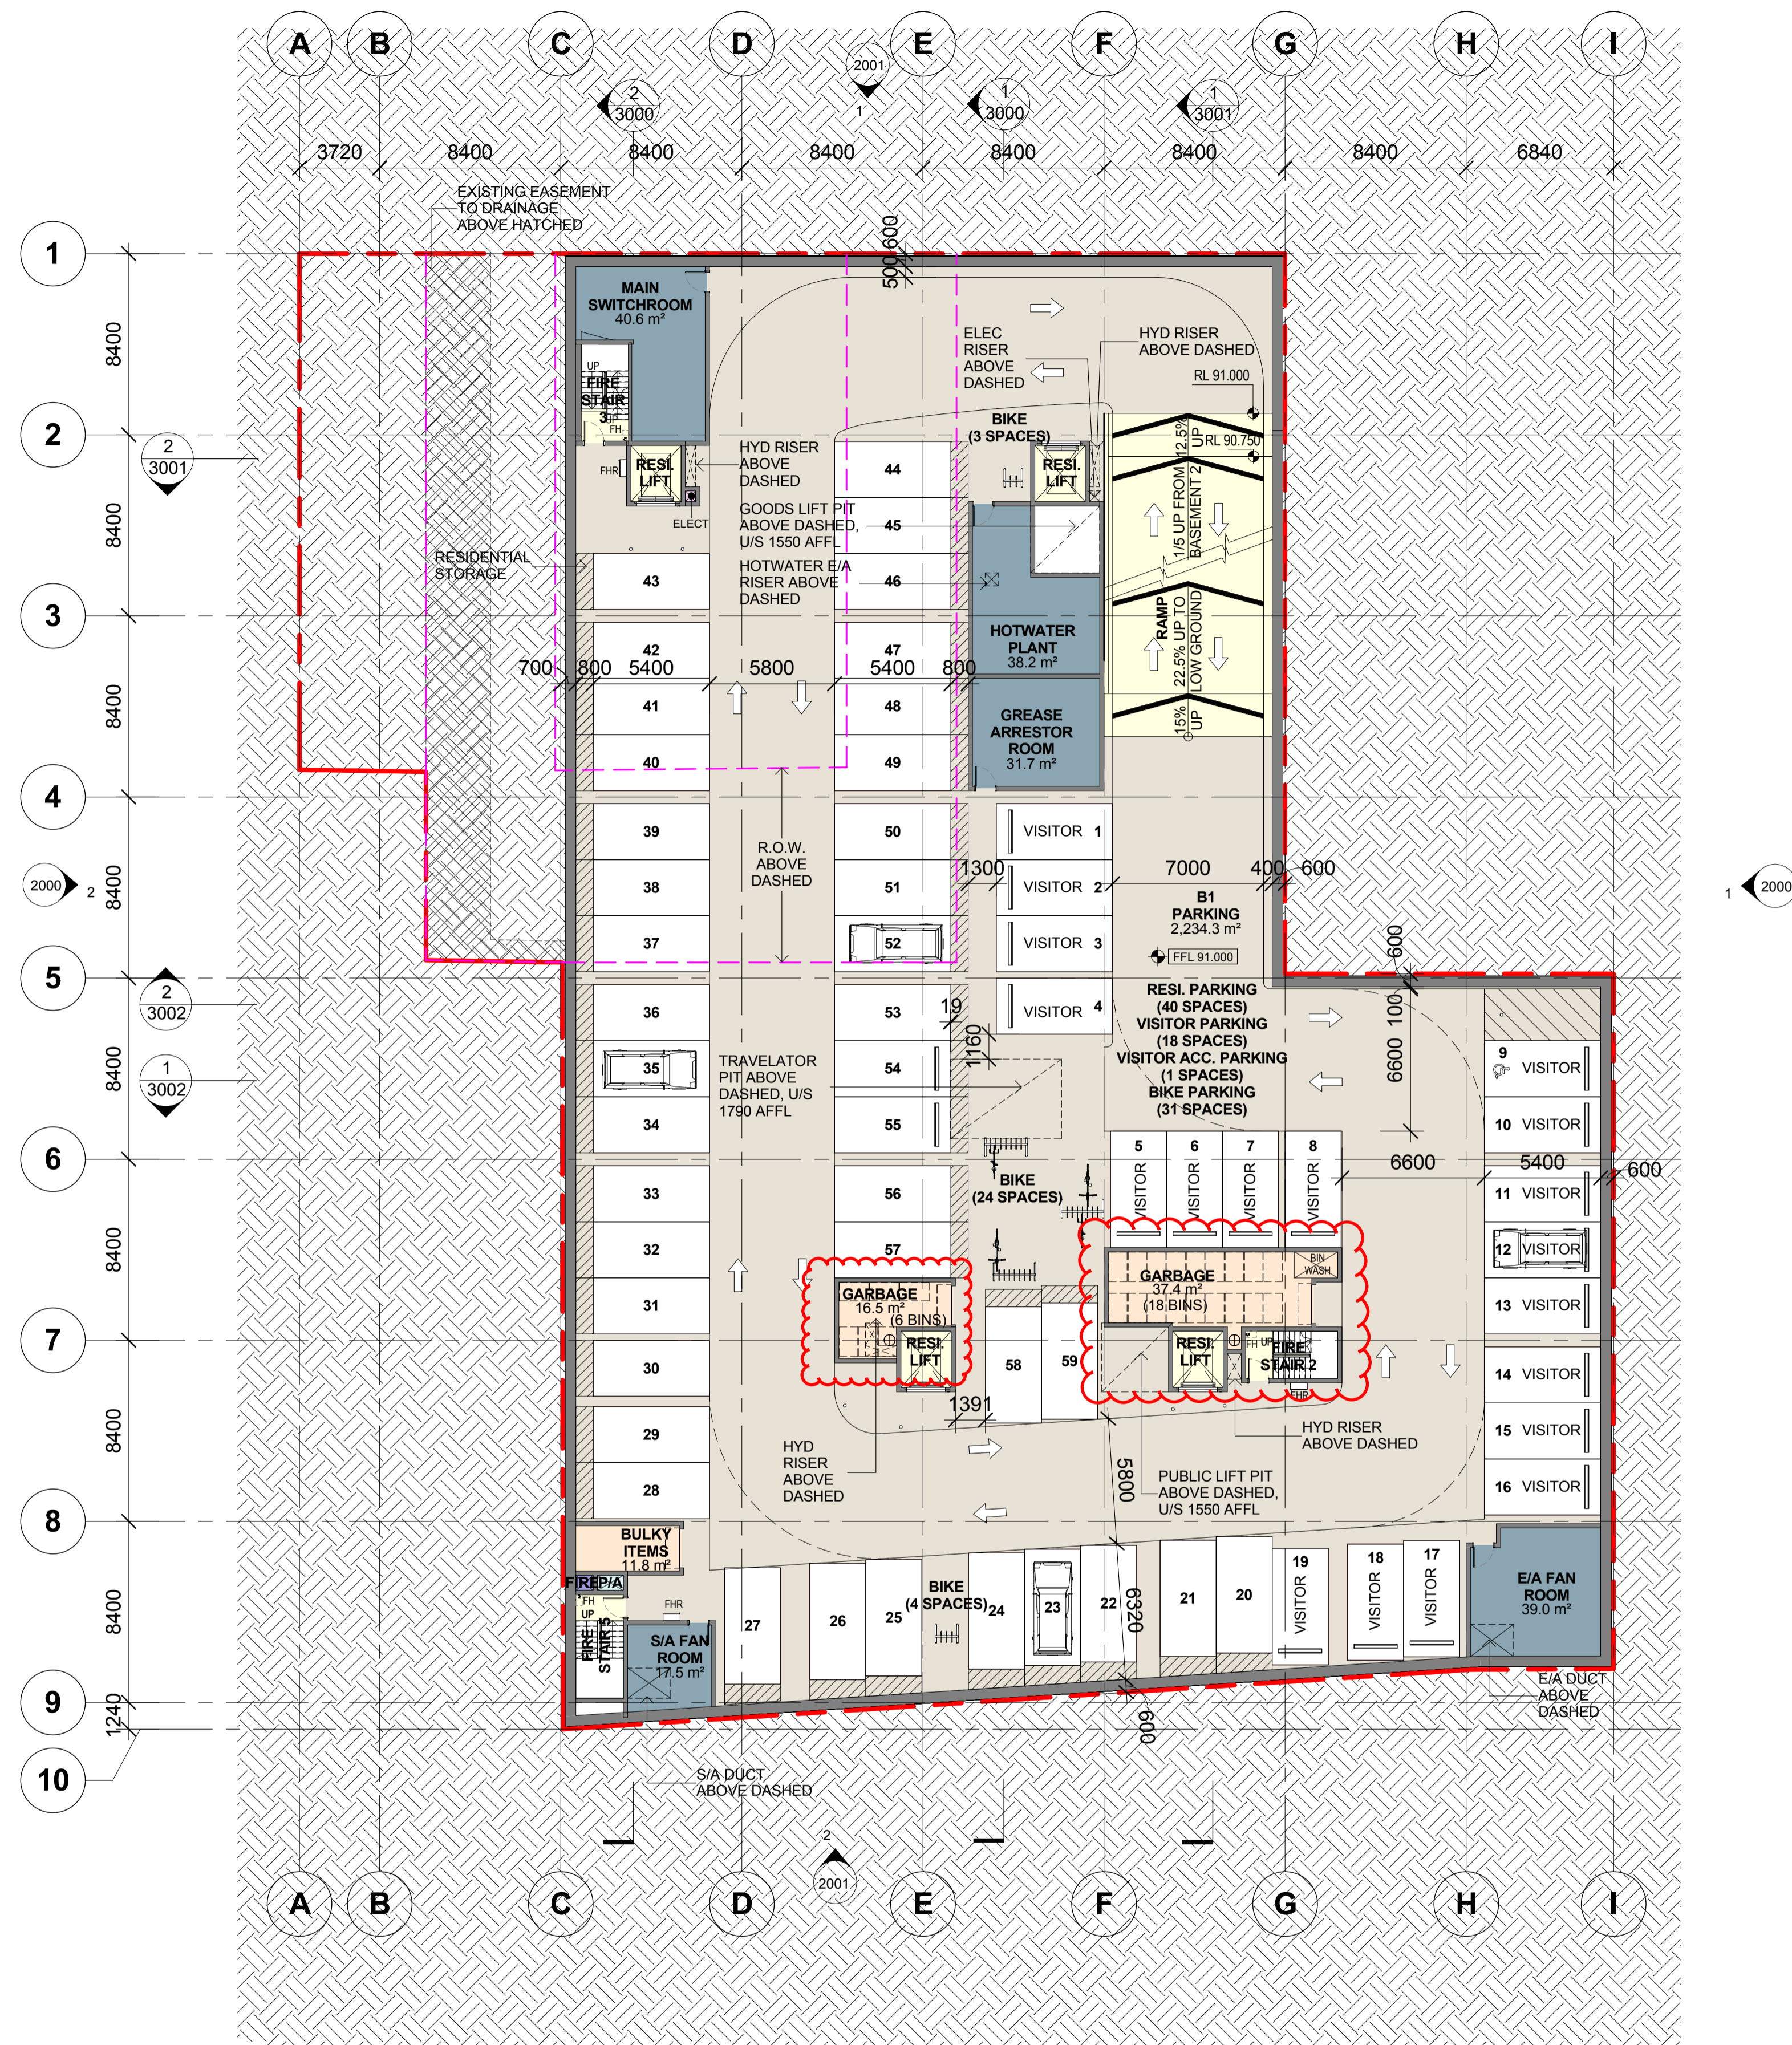 A B C D E F G H I
2001
1
2
3000
1
3000
1
3001
3720 8400 8400 8400 8400 8400 8400 6840
EXISTING EASEMENT
TO DRAINAGE
ABOVE HATCHED
1
2
3
4
5
6
7
8
9
10
8400
8400
8400
8400
8400
8400
8400
8400
1240
2
3001
2000
2
2
3002
1
3002
1
2000
600
500
MAIN
SWITCHROOM
40.6 m²
UP
FIRE
STAIR
3
UP
FH
FHR
RESI.
LIFT
ELECT
HYD RISER
ABOVE
DASHED
GOODS LIFT PIT
ABOVE DASHED,
U/S 1550 AFFL
HOTWATER E/A
RISER ABOVE
DASHED
RESIDENTIAL
STORAGE
ELEC
RISER
ABOVE
DASHED
HYD RISER
ABOVE DASHED
RL 91.000
RL 90.750
BIKE
(3 SPACES)
RESI.
LIFT
12.5%
UP
1/5 UP FROM
BASEMENT 2
RAMP
22.5% UP TO
LOW GROUND
15%
UP
HOTWATER
PLANT
38.2 m²
GREASE
ARRESTOR
ROOM
31.7 m²
44
45
46
47
48
49
50
51
52
53
54
55
56
57
43
42
41
40
39
38
37
36
35
34
33
32
31
30
29
28
700 800 5400 5800 5400 800
R.O.W.
ABOVE
DASHED
VISITOR 1
VISITOR 2
VISITOR 3
VISITOR 4
1300 7000 400 600
B1
PARKING
2,234.3 m²
FFL 91.000
RESI. PARKING
(40 SPACES)
VISITOR PARKING
(18 SPACES)
VISITOR ACC. PARKING
(1 SPACES)
BIKE PARKING
(31 SPACES)
600
100
6600
19
1160
TRAVELATOR
PIT ABOVE
DASHED, U/S
1790 AFFL
5 VISITOR
6 VISITOR
7 VISITOR
8 VISITOR
6600 5400 600
9 VISITOR
10 VISITOR
11 VISITOR
12 VISITOR
13 VISITOR
14 VISITOR
15 VISITOR
16 VISITOR
BIKE
(24 SPACES)
GARBAGE
16.5 m²
(6 BINS)
RESI.
LIFT
58
59
GARBAGE
37.4 m²
(18 BINS)
BIN
WASH
RESI.
LIFT
FH UP
FIRE
STAIR 2
FHR
1391
HYD
RISER
ABOVE
DASHED
HYD RISER
ABOVE DASHED
PUBLIC LIFT PIT
ABOVE DASHED,
U/S 1550 AFFL
5800
6320
600
BULKY
ITEMS
11.8 m²
FIRE P/A
FH
UP
FIRE
STAIR 5
FHR
S/A FAN
ROOM
17.5 m²
27
26
25
BIKE
(4 SPACES)
24
23
22
21
20
19 VISITOR
18 VISITOR
17 VISITOR
E/A FAN
ROOM
39.0 m²
E/A DUCT
ABOVE
DASHED
S/A DUCT
ABOVE DASHED
2
2001
A B C D E F G H I